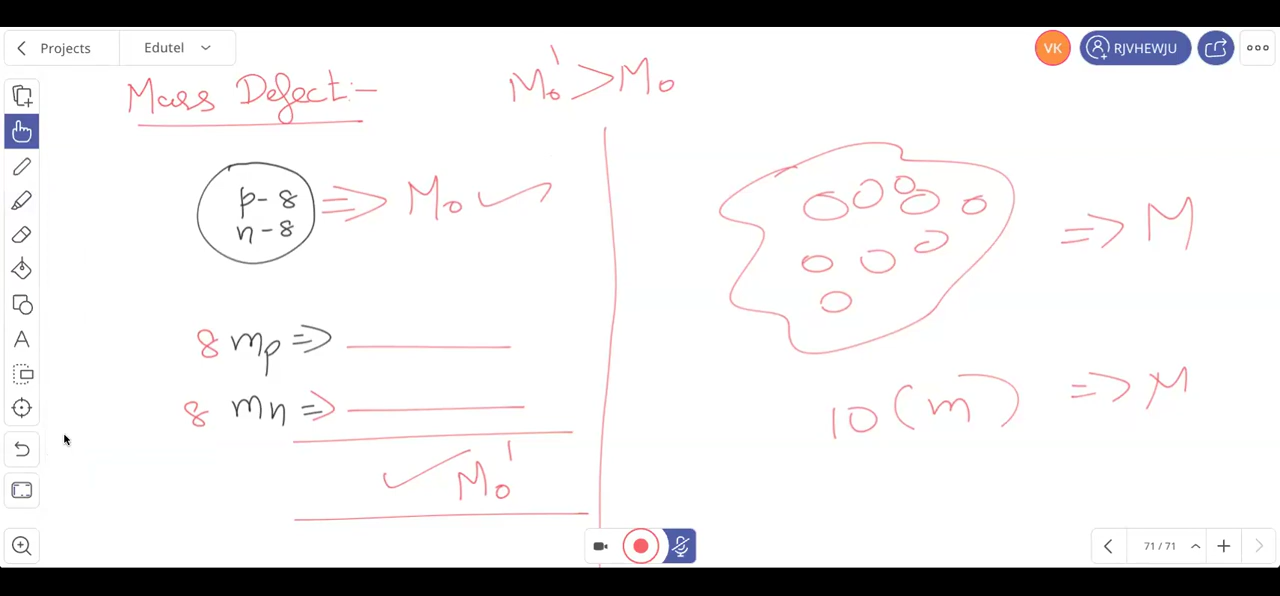 Projects
Edutel
VK
RJVHEWJU
Mass Defect:-
M₀' > M₀
p - 8
n - 8
=> M₀ ✓
8 mp =>
8 mn =>
✓ M₀'
=> M
10 (m) => M
A
71 / 71